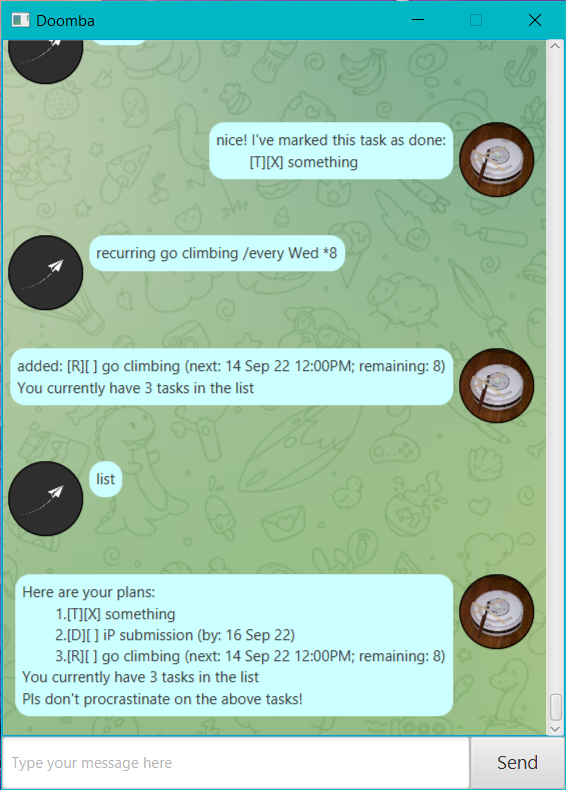 Doomba
nice! I've marked this task as done:
[T][X] something
recurring go climbing /every Wed *8
added: [R][ ] go climbing (next: 14 Sep 22 12:00PM; remaining: 8)
You currently have 3 tasks in the list
list
Here are your plans:
1.[T][X] something
2.[D][ ] iP submission (by: 16 Sep 22)
3.[R][ ] go climbing (next: 14 Sep 22 12:00PM; remaining: 8)
You currently have 3 tasks in the list
Pls don't procrastinate on the above tasks!
Type your message here
Send